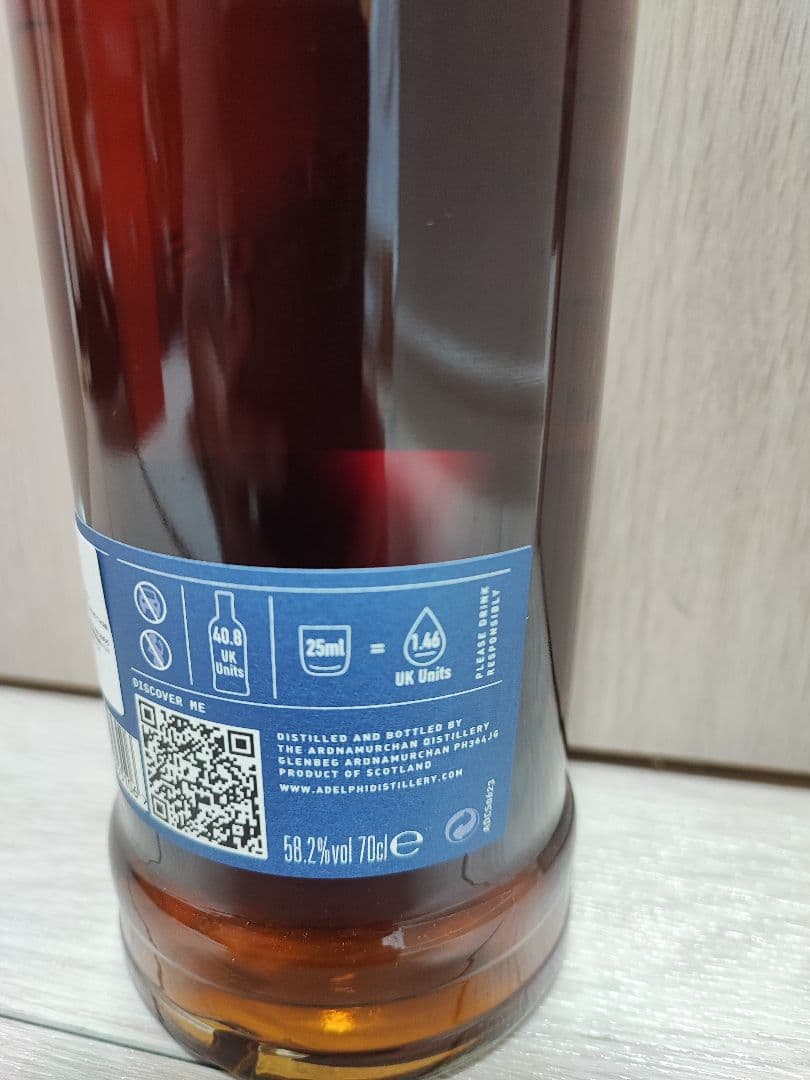 40.8
UK
Units
25ml
=
1.46
UK Units
PLEASE DRINK
RESPONSIBLY
DISCOVER ME
DISTILLED AND BOTTLED BY
THE ARDNAMURCHAN DISTILLERY
GLENBEG ARDNAMURCHAN PH364JG
PRODUCT OF SCOTLAND
WWW.ADELPHIDISTILLERY.COM
58.2%vol 70cl e